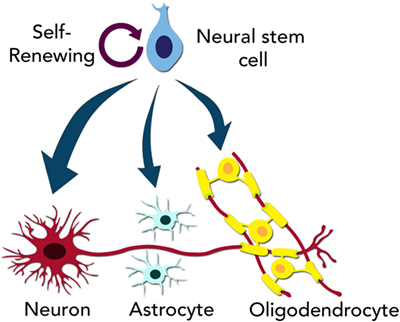 Self-
Renewing
Neural stem
cell
Neuron
Astrocyte
Oligodendrocyte